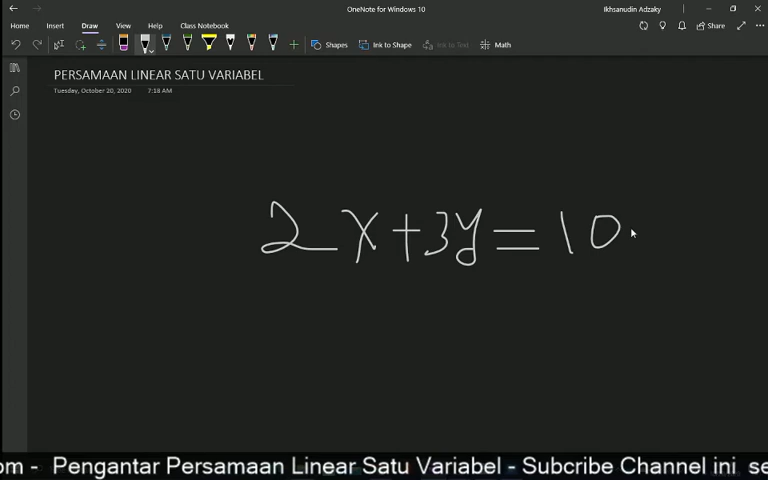 OneNote for Windows 10
Ikhsanudin Adzaky
Home Insert Draw View Help Class Notebook
Share
Shapes Ink to Shape Ink to Text Math
PERSAMAAN LINEAR SATU VARIABEL
Tuesday, October 20, 2020 7:18 AM
2x+3y=10
om - Pengantar Persamaan Linear Satu Variabel - Subcribe Channel ini se